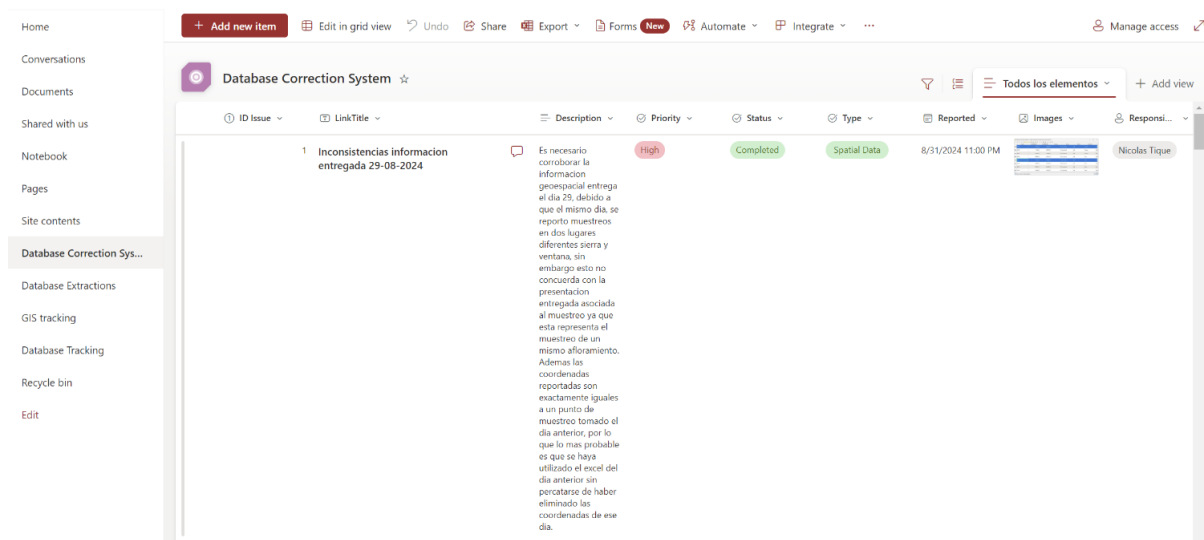 Home
Conversations
Documents
Shared with us
Notebook
Pages
Site contents
Database Correction Sys...
Database Extractions
GIS tracking
Database Tracking
Recycle bin
Edit
+ Add new item Edit in grid view Undo Share Export Forms New Automate Integrate ... Manage access
Database Correction System
Todos los elementos + Add view
ID Issue LinkTitle Description Priority Status Type Reported Images Responsi...
1 Inconsistencias informacion
entregada 29-08-2024
Es necesario
corroborar la
informacion
geoespacial entrega
el dia 29, debido a
que el mismo dia, se
reporto muestreos
en dos lugares
diferentes sierra y
ventana, sin
embargo esto no
concuerda con la
presentacion
entregada asociada
al muestreo ya que
esta representa el
muestreo de un
mismo afloramiento.
Ademas las
coordenadas
reportadas son
exactamente iguales
a un punto de
muestreo tomado el
dia anterior, por lo
que lo mas probable
es que se haya
utilizado el excel del
dia anterior sin
percatarse de haber
eliminado las
coordenadas de ese
dia.
High Completed Spatial Data 8/31/2024 11:00 PM Nicolas Tique